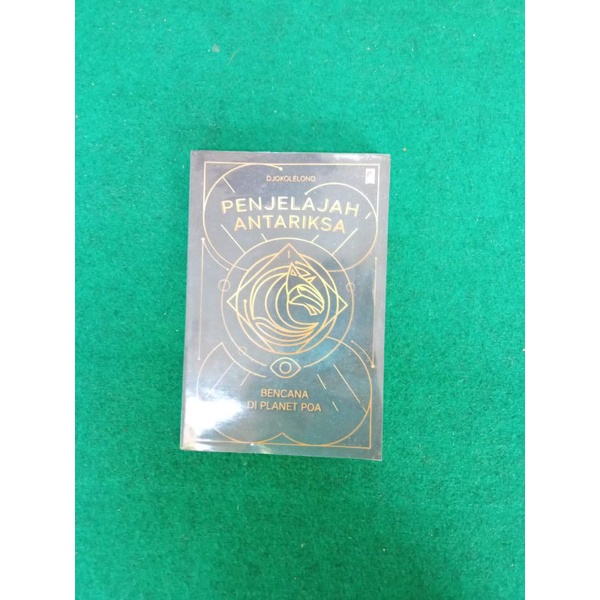 DJOKOLELONO
PENJELAJAH
ANTARIKSA
BENCANA
DI PLANET POA